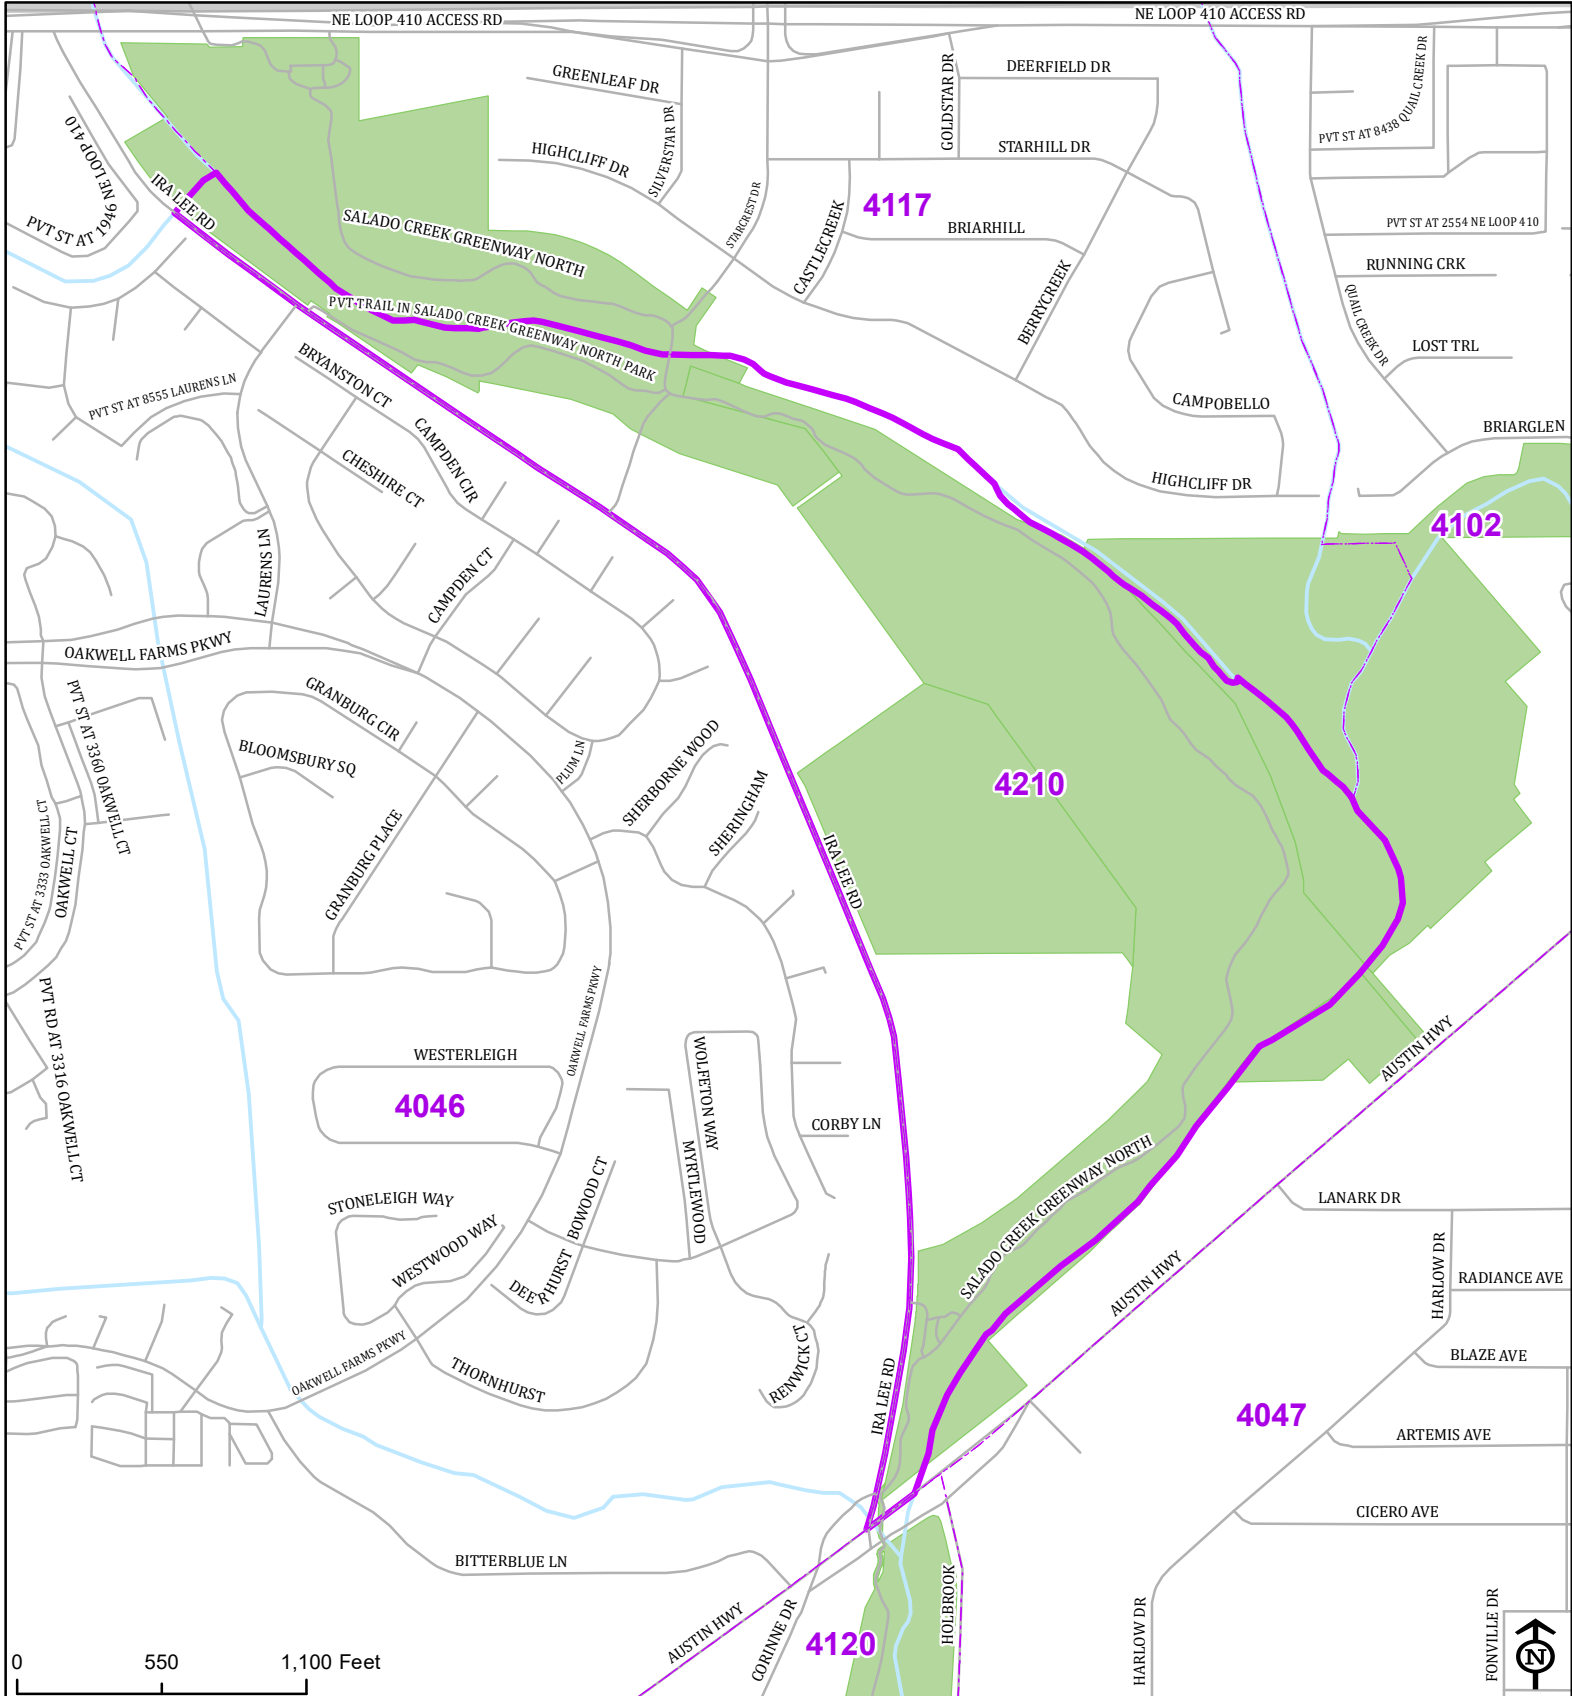 NE LOOP 410 ACCESS RD
NE LOOP 410 ACCESS RD
GREENLEAF DR
SILVERSTAR DR
HIGHCLIFF DR
GOLDSTAR DR
DEERFIELD DR
STARHILL DR
PVT ST AT 8438 QUAIL CREEK DR
PVT ST AT 1946 NE LOOP 410
IRA LEE RD
SALADO CREEK GREENWAY NORTH
STARCREST DR
4117
CASTLECREEK
BRIARHILL
BERRYCREEK
PVT ST AT 2554 NE LOOP 410
RUNNING CRK
QUAIL CREEK DR
LOST TRL
PVT TRAIL IN SALADO CREEK GREENWAY NORTH PARK
BRYANSTON CT
PVT ST AT 8555 LAURENS LN
CAMPDEN CIR
CHESHIRE CT
CAMPOBELLO
BRIARGLEN
HIGHCLIFF DR
4102
LAURENS LN
CAMPDEN CT
OAKWELL FARMS PKWY
PVT ST AT 3360 OAKWELL CT
GRANBURG CIR
BLOOMSBURY SQ
PLUM LN
SHERBORNE WOOD
SHERINGHAM
4210
PVT ST AT 3333 OAKWELL CT
OAKWELL CT
GRANBURG PLACE
IRA LEE RD
PVT RD AT 3316 OAKWELL CT
OAKWELL FARMS PKWY
WESTERLEIGH
4046
WOLFETON WAY
MYRTLEWOOD
CORBY LN
AUSTIN HWY
STONELEIGH WAY
WESTWOOD WAY
BOWOOD CT
DEERHURST
SALADO CREEK GREENWAY NORTH
LANARK DR
AUSTIN HWY
HARLOW DR
RADIANCE AVE
BLAZE AVE
OAKWELL FARMS PKWY
THORNHURST
RENWICK CT
IRA LEE RD
4047
ARTEMIS AVE
CICERO AVE
BITTERBLUE LN
AUSTIN HWY
CORINNE DR
4120
HOLBROOK
HARLOW DR
FONVILLE DR
0 550 1,100 Feet
N